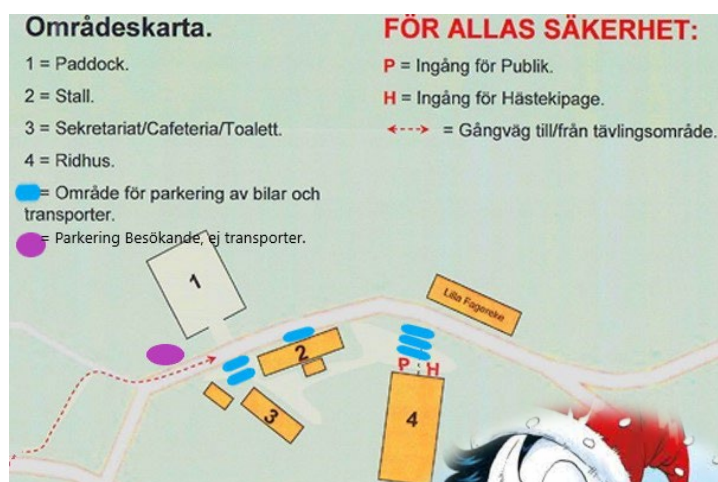 Områdeskarta.
1 = Paddock.
2 = Stall.
3 = Sekretariat/Cafeteria/Toalett.
4 = Ridhus.
= Område för parkering av bilar och
transporter.
= Parkering Besökande, ej transporter.
FÖR ALLAS SÄKERHET:
P = Ingång för Publik.
H = Ingång för Hästekipage.
= Gångväg till/från tävlingsområde.
1
Lilla Fagereke
2
P H
3
4